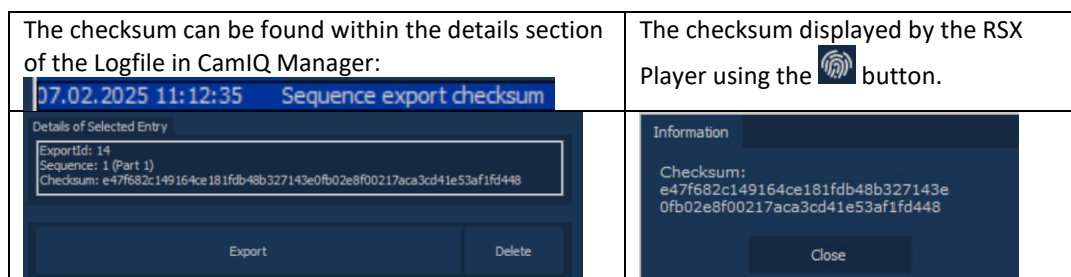 The checksum can be found within the details section
of the Logfile in CamIQ Manager:
07.02.2025 11:12:35 Sequence export checksum
The checksum displayed by the RSX
Player using the button.
Details of Selected Entry
ExportId: 14
Sequence: 1 (Part 1)
Checksum: e47f682c149164ce181fdb48b327143e0fb02e8f00217aca3cd41e53af1fd448
Export
Delete
Information
Checksum:
e47f682c149164ce181fdb48b327143e
0fb02e8f00217aca3cd41e53af1fd448
Close